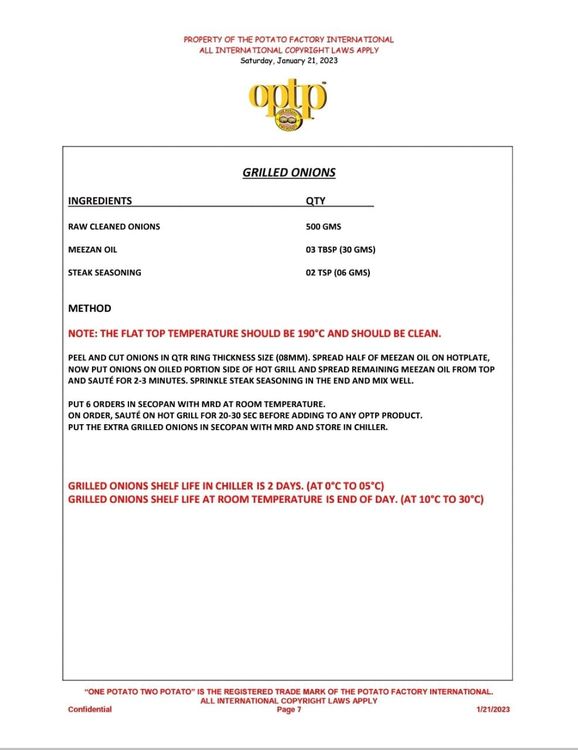 PROPERTY OF THE POTATO FACTORY INTERNATIONAL
ALL INTERNATIONAL COPYRIGHT LAWS APPLY
Saturday, January 21, 2023
optp
GRILLED ONIONS
INGREDIENTS QTY
RAW CLEANED ONIONS 500 GMS
MEEZAN OIL 03 TBSP (30 GMS)
STEAK SEASONING 02 TSP (06 GMS)
METHOD
NOTE: THE FLAT TOP TEMPERATURE SHOULD BE 190°C AND SHOULD BE CLEAN.
PEEL AND CUT ONIONS IN QTR RING THICKNESS SIZE (08MM). SPREAD HALF OF MEEZAN OIL ON HOTPLATE,
NOW PUT ONIONS ON OILED PORTION SIDE OF HOT GRILL AND SPREAD REMAINING MEEZAN OIL FROM TOP
AND SAUTÉ FOR 2-3 MINUTES. SPRINKLE STEAK SEASONING IN THE END AND MIX WELL.
PUT 6 ORDERS IN SECOPAN WITH MRD AT ROOM TEMPERATURE.
ON ORDER, SAUTÉ ON HOT GRILL FOR 20-30 SEC BEFORE ADDING TO ANY OPTP PRODUCT.
PUT THE EXTRA GRILLED ONIONS IN SECOPAN WITH MRD AND STORE IN CHILLER.
GRILLED ONIONS SHELF LIFE IN CHILLER IS 2 DAYS. (AT 0°C TO 05°C)
GRILLED ONIONS SHELF LIFE AT ROOM TEMPERATURE IS END OF DAY. (AT 10°C TO 30°C)
“ONE POTATO TWO POTATO” IS THE REGISTERED TRADE MARK OF THE POTATO FACTORY INTERNATIONAL.
ALL INTERNATIONAL COPYRIGHT LAWS APPLY
Confidential Page 7 1/21/2023